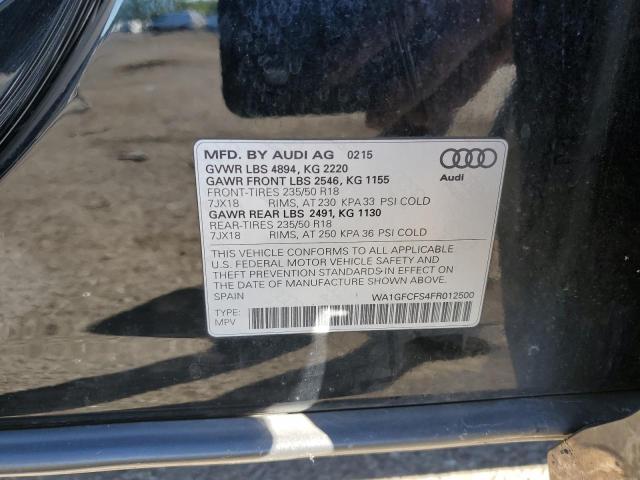 MFD. BY AUDI AG 0215
GVWR LBS 4894, KG 2220
GAWR FRONT LBS 2546, KG 1155
FRONT-TIRES 235/50 R18
7JX18 RIMS, AT 230 KPA 33 PSI COLD
GAWR REAR LBS 2491, KG 1130
REAR-TIRES 235/50 R18
7JX18 RIMS, AT 250 KPA 36 PSI COLD
THIS VEHICLE CONFORMS TO ALL APPLICABLE
U.S. FEDERAL MOTOR VEHICLE SAFETY AND
THEFT PREVENTION STANDARDS IN EFFECT ON
THE DATE OF MANUFACTURE SHOWN ABOVE.
SPAIN WA1GFCFS4FR012500
TYPE:
MPV
Audi